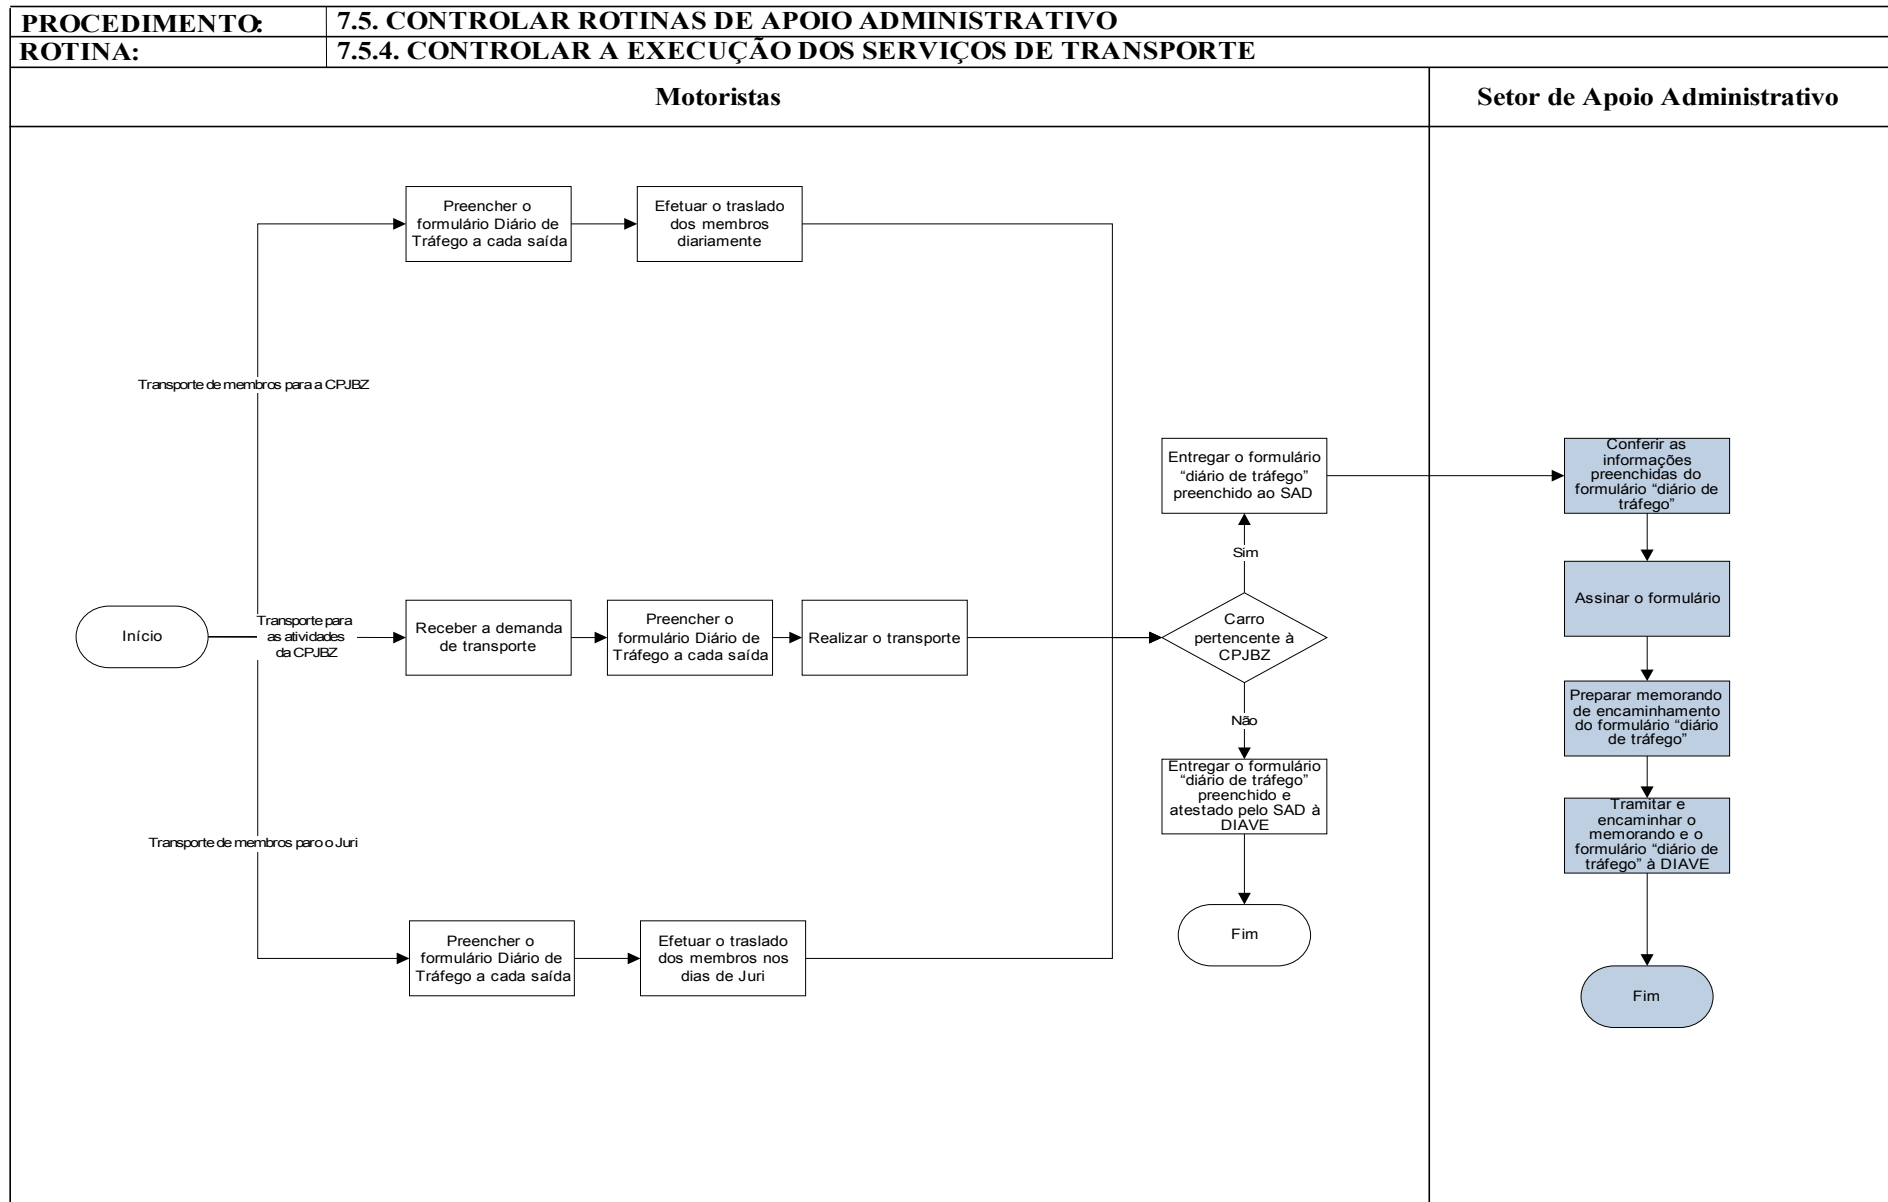 PROCEDIMENTO:
7.5. CONTROLAR ROTINAS DE APOIO ADMINISTRATIVO
ROTINA:
7.5.4. CONTROLAR A EXECUÇÃO DOS SERVIÇOS DE TRANSPORTE
Motoristas
Setor de Apoio Administrativo
Preencher o
formulário Diário de
Tráfego a cada saída
Efetuar o traslado
dos membros
diariamente
Transporte de membros para a CPJBZ
Início
Transporte para
as atividades
da CPJBZ
Receber a demanda
de transporte
Preencher o
formulário Diário de
Tráfego a cada saída
Realizar o transporte
Transporte de membros paro o Juri
Preencher o
formulário Diário de
Tráfego a cada saída
Efetuar o traslado
dos membros nos
dias de Juri
Carro
pertencente à
CPJBZ
Sim
Entregar o formulário
“diário de tráfego”
preenchido ao SAD
Não
Entregar o formulário
“diário de tráfego”
preenchido e
atestado pelo SAD à
DIAVE
Fim
Conferir as
informações
preenchidas do
formulário “diário de
tráfego”
Assinar o formulário
Preparar memorando
de encaminhamento
do formulário “diário
de tráfego”
Tramitar e
encaminhar o
memorando e o
formulário “diário de
tráfego” à DIAVE
Fim